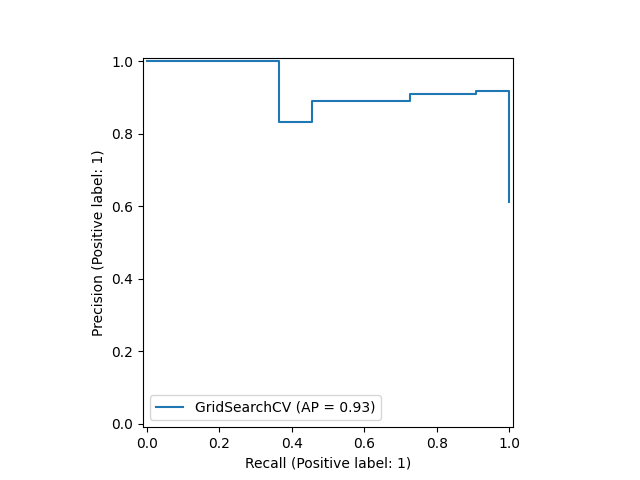 1.0
0.8
0.6
0.4
0.2
0.0
Precision (Positive label: 1)
GridSearchCV (AP = 0.93)
0.0 0.2 0.4 0.6 0.8 1.0
Recall (Positive label: 1)